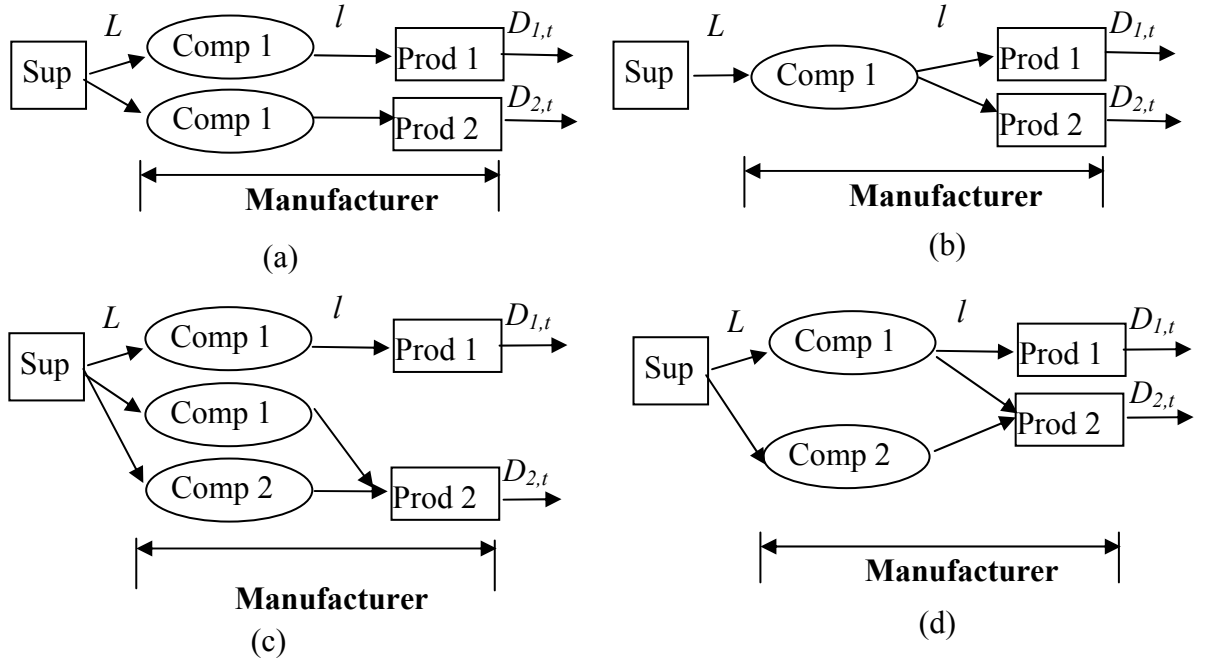 L
l
D1,t
Sup
Comp 1
Prod 1
Comp 1
D2,t
Prod 2
Manufacturer
(a)
L
l
D1,t
Sup
Comp 1
Prod 1
D2,t
Prod 2
Manufacturer
(b)
L
l
D1,t
Sup
Comp 1
Prod 1
Comp 1
Comp 2
D2,t
Prod 2
Manufacturer
(c)
L
l
D1,t
Sup
Comp 1
Prod 1
D2,t
Prod 2
Comp 2
Manufacturer
(d)